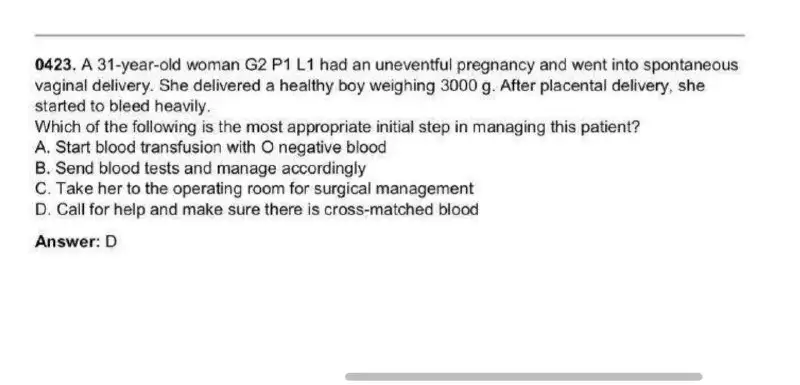 0423. A 31-year-old woman G2 P1 L1 had an uneventful pregnancy and went into spontaneous
vaginal delivery. She delivered a healthy boy weighing 3000 g. After placental delivery, she
started to bleed heavily.
Which of the following is the most appropriate initial step in managing this patient?
A. Start blood transfusion with O negative blood
B. Send blood tests and manage accordingly
C. Take her to the operating room for surgical management
D. Call for help and make sure there is cross-matched blood
Answer: D